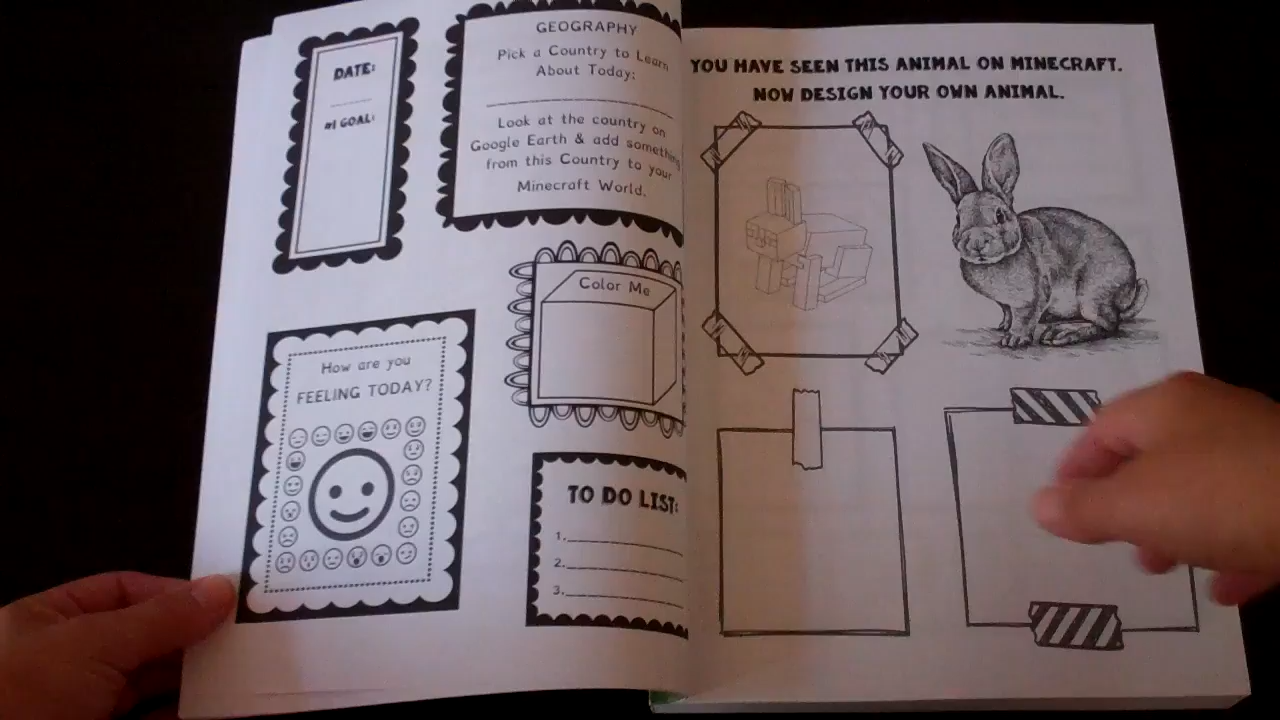 DATE:
#1 GOAL:
GEOGRAPHY
Pick a Country to Learn
About Today:
Look at the country on
Google Earth & add something
from this Country to your
Minecraft World.
Color Me
How are you
FEELING TODAY?
TO DO LIST:
1.
2.
3.
YOU HAVE SEEN THIS ANIMAL ON MINECRAFT.
NOW DESIGN YOUR OWN ANIMAL.